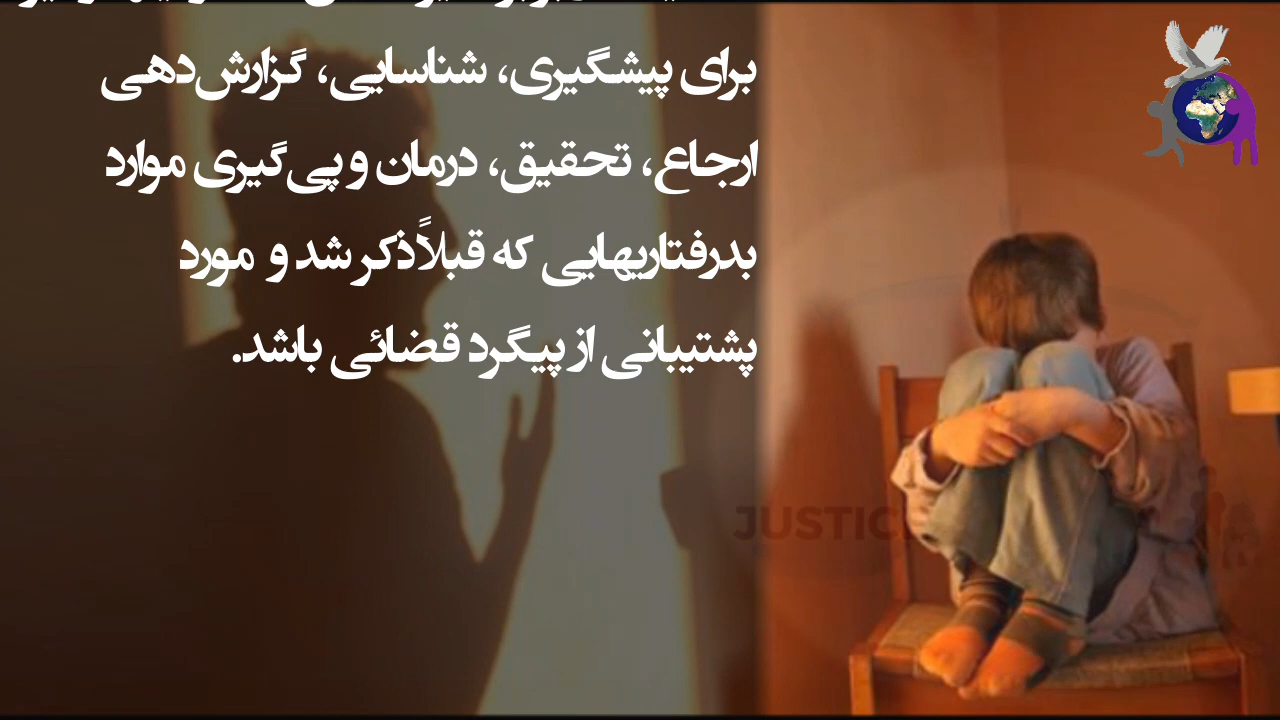 برای پیشگیری، شناسایی، گزارش‌دهی
ارجاع، تحقیق، درمان و پی‌گیری موارد
بدرفتاریهایی که قبلاً ذکر شد و مورد
پشتیبانی از پیگرد قضائی باشد.
JUSTICE